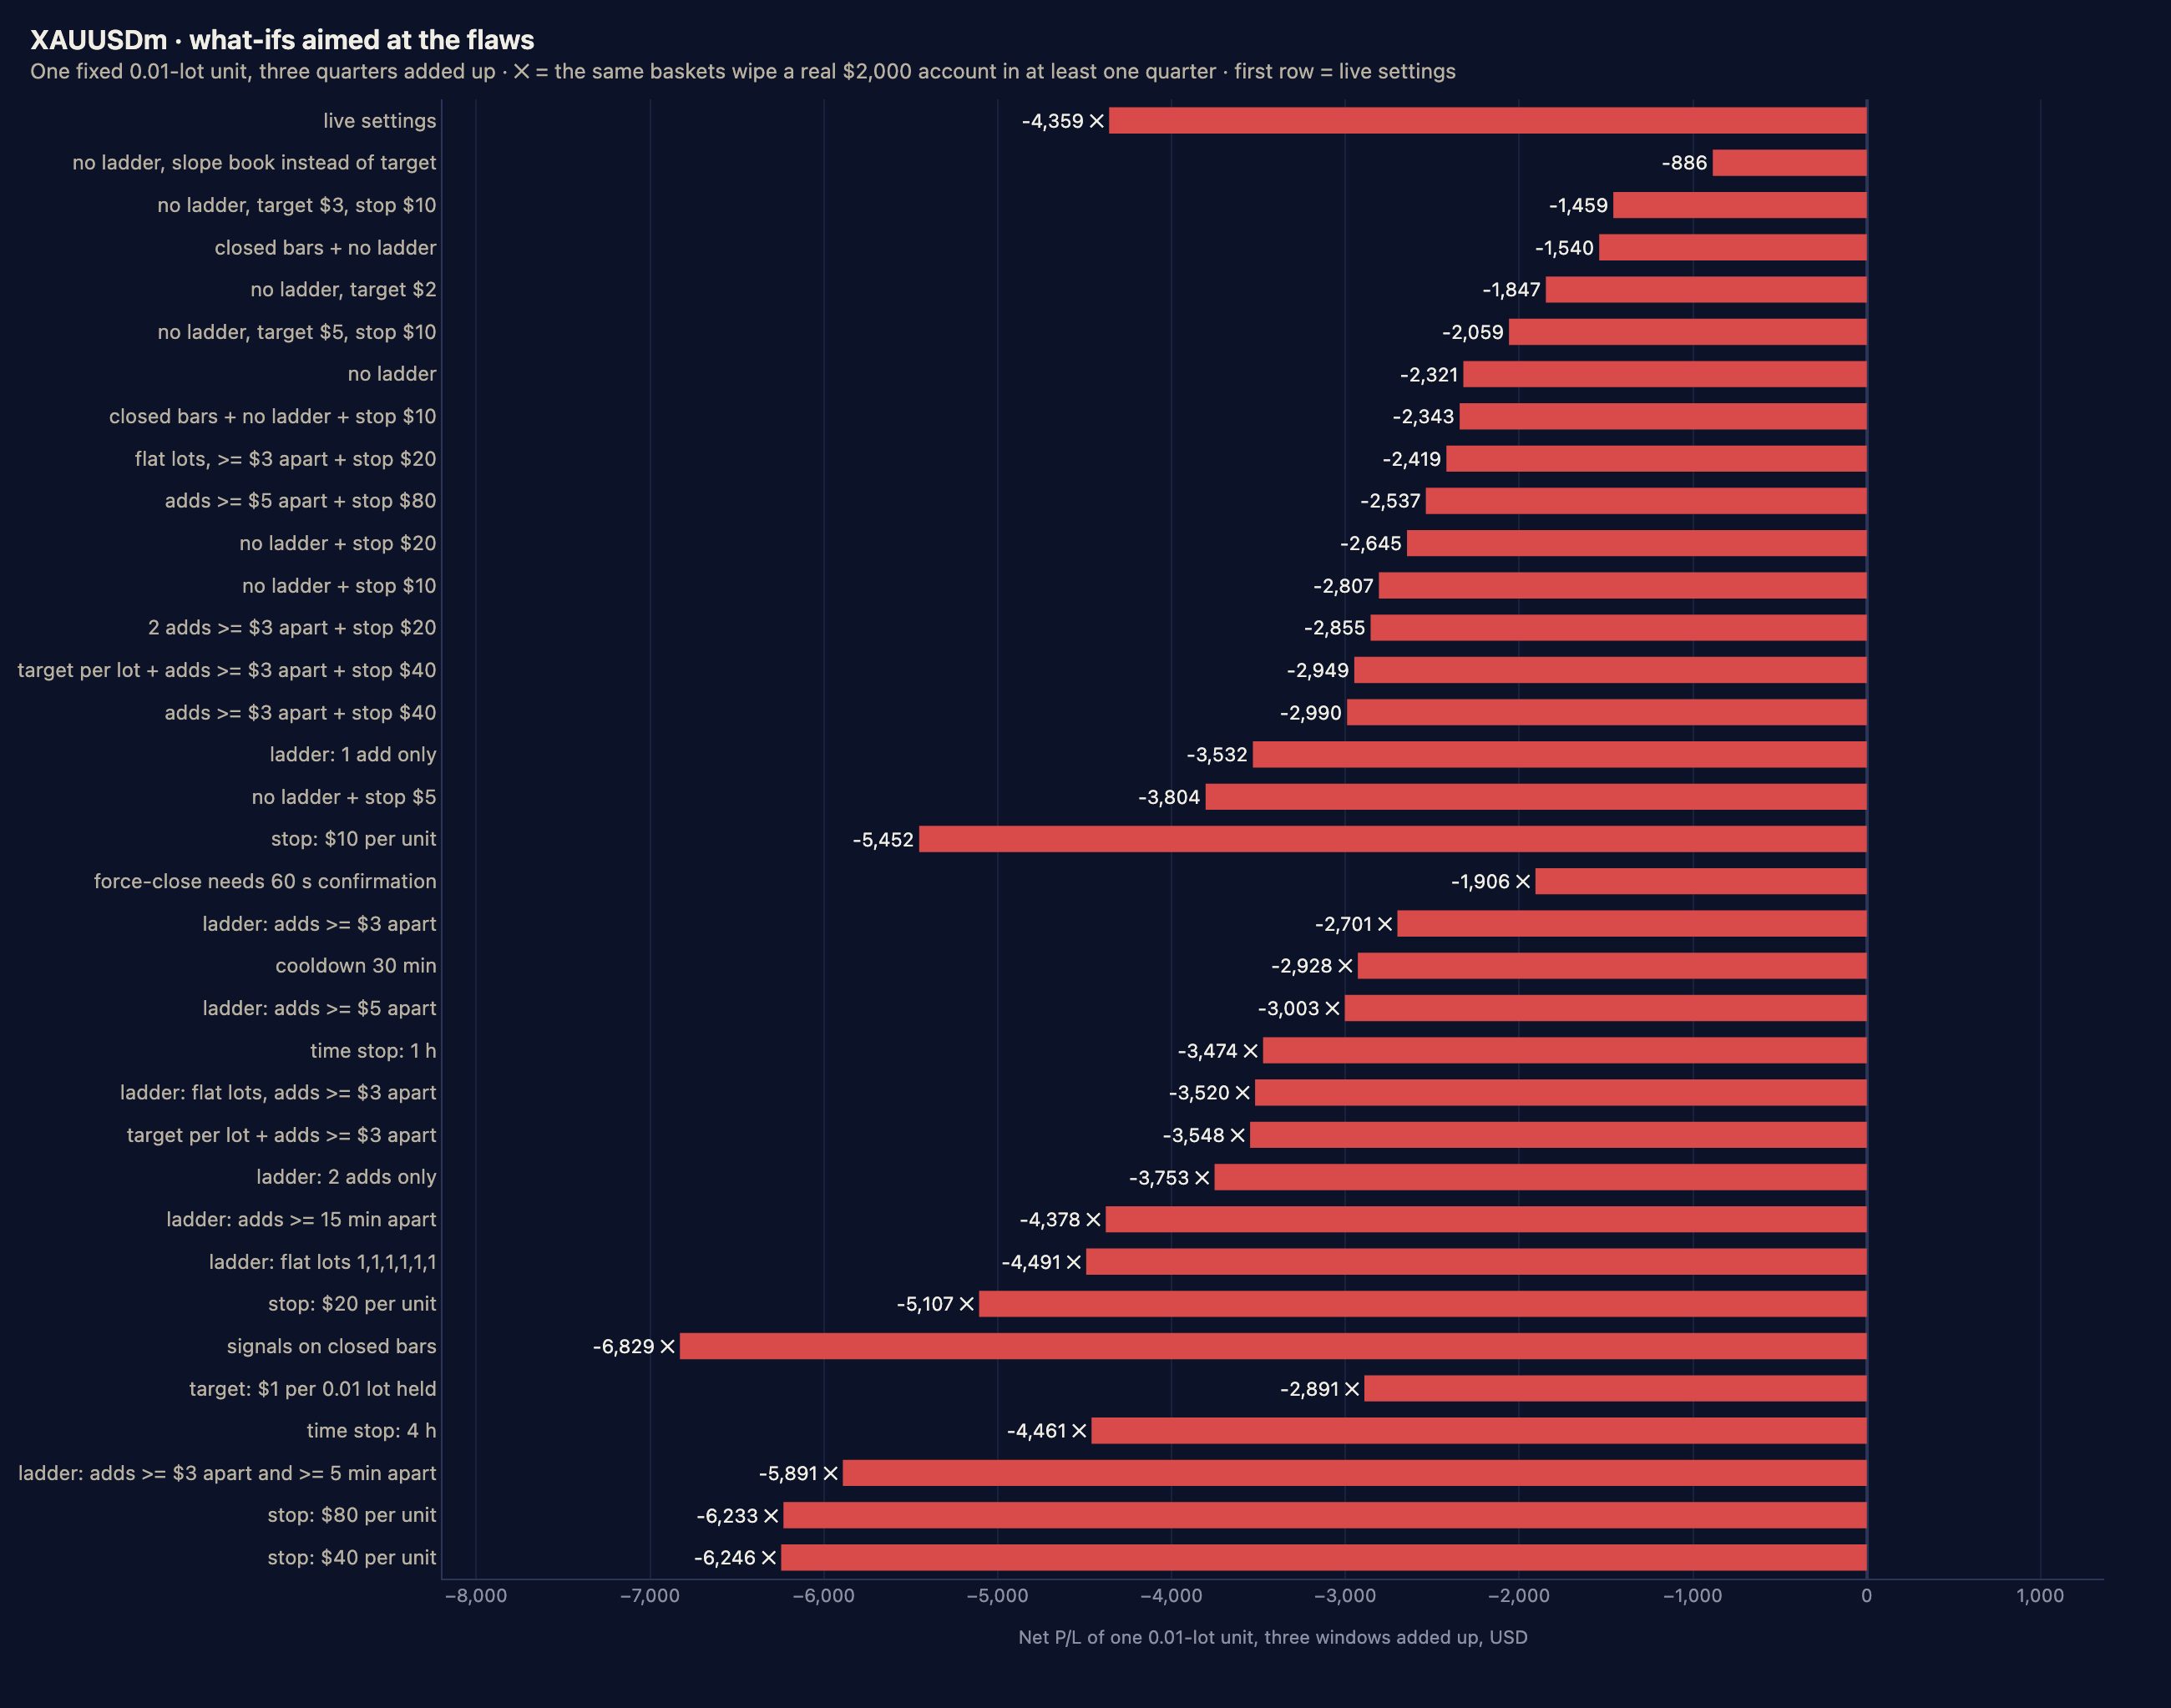 XAUUSDm · what-ifs aimed at the flaws
One fixed 0.01-lot unit, three quarters added up · ✕ = the same baskets wipe a real $2,000 account in at least one quarter · first row = live settings
live settings -4,359 ✕
no ladder, slope book instead of target -886
no ladder, target $3, stop $10 -1,459
closed bars + no ladder -1,540
no ladder, target $2 -1,847
no ladder, target $5, stop $10 -2,059
no ladder -2,321
closed bars + no ladder + stop $10 -2,343
flat lots, >= $3 apart + stop $20 -2,419
adds >= $5 apart + stop $80 -2,537
no ladder + stop $20 -2,645
no ladder + stop $10 -2,807
2 adds >= $3 apart + stop $20 -2,855
target per lot + adds >= $3 apart + stop $40 -2,949
adds >= $3 apart + stop $40 -2,990
ladder: 1 add only -3,532
no ladder + stop $5 -3,804
stop: $10 per unit -5,452
force-close needs 60 s confirmation -1,906 ✕
ladder: adds >= $3 apart -2,701 ✕
cooldown 30 min -2,928 ✕
ladder: adds >= $5 apart -3,003 ✕
time stop: 1 h -3,474 ✕
ladder: flat lots, adds >= $3 apart -3,520 ✕
target per lot + adds >= $3 apart -3,548 ✕
ladder: 2 adds only -3,753 ✕
ladder: adds >= 15 min apart -4,378 ✕
ladder: flat lots 1,1,1,1,1,1 -4,491 ✕
stop: $20 per unit -5,107 ✕
signals on closed bars -6,829 ✕
target: $1 per 0.01 lot held -2,891 ✕
time stop: 4 h -4,461 ✕
ladder: adds >= $3 apart and >= 5 min apart -5,891 ✕
stop: $80 per unit -6,233 ✕
stop: $40 per unit -6,246 ✕
−8,000 −7,000 −6,000 −5,000 −4,000 −3,000 −2,000 −1,000 0 1,000
Net P/L of one 0.01-lot unit, three windows added up, USD